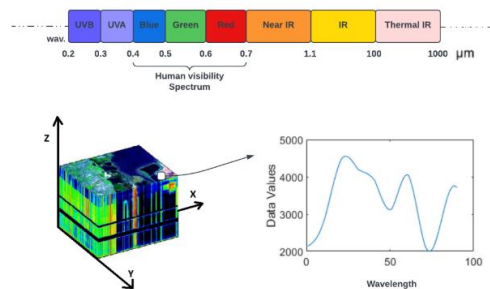 UVB UVA Blue Green Red Near IR IR Thermal IR
wav.
0.2 0.3 0.4 0.5 0.6 0.7 1.1 100 1000 µm
Human visibility
Spectrum
Z
X
Y
5000
4000
3000
2000
Data Values
0 50 100
Wavelength